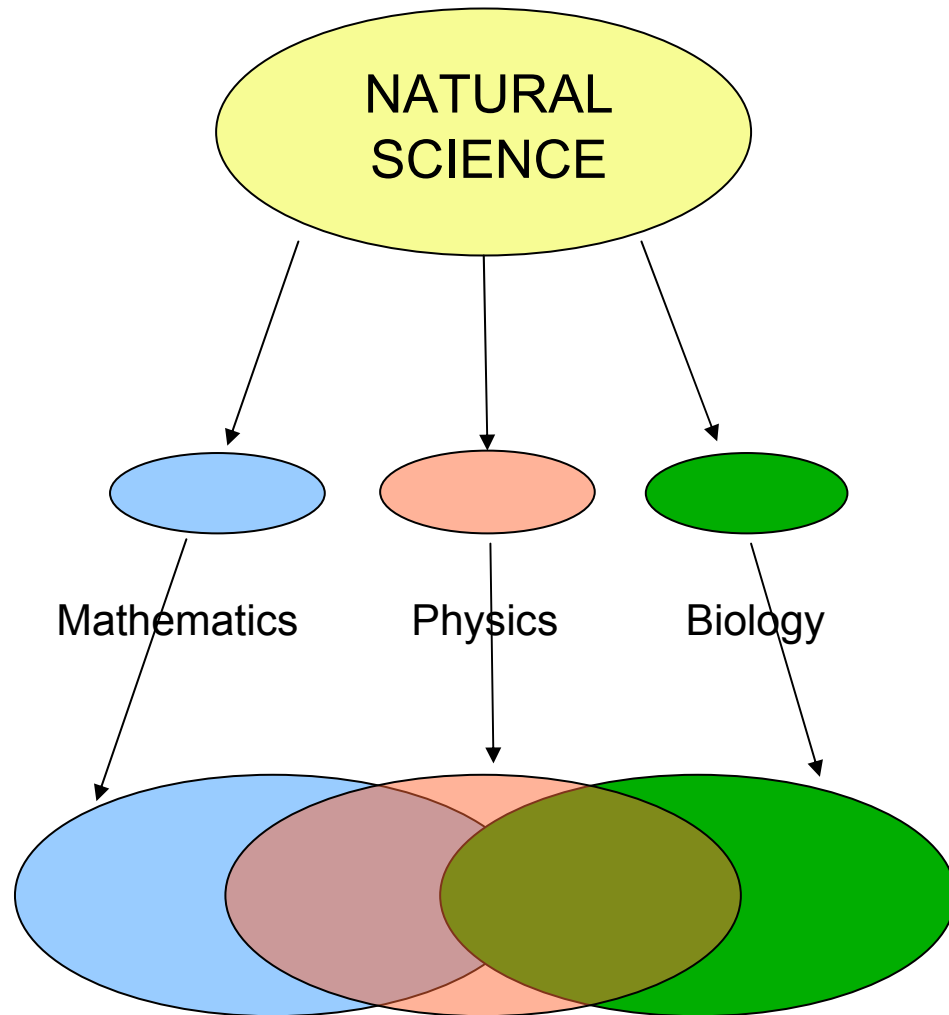 NATURAL
SCIENCE
Mathematics
Physics
Biology